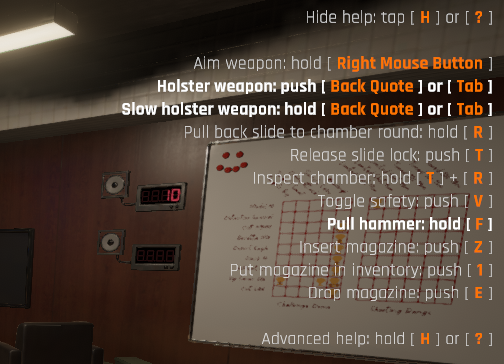 Hide help: tap [ H ] or [ ? ]
Aim weapon: hold [ Right Mouse Button ]
Holster weapon: push [ Back Quote ] or [ Tab ]
Slow holster weapon: hold [ Back Quote ] or [ Tab ]
Pull back slide to chamber round: hold [ R ]
Release slide lock: push [ T ]
Inspect chamber: hold [ T ] + [ R ]
Toggle safety: push [ V ]
Pull hammer: hold [ F ]
Insert magazine: push [ Z ]
Put magazine in inventory: push [ 1 ]
Drop magazine: push [ E ]
Advanced help: hold [ H ] or [ ? ]
10